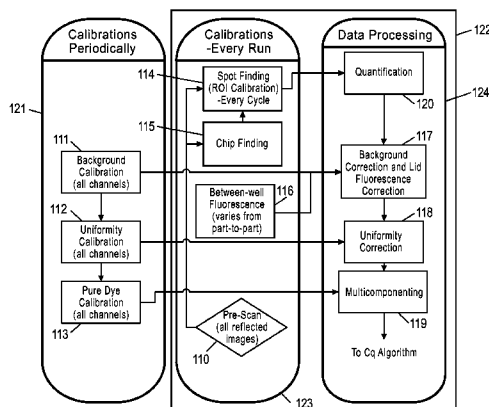 Calibrations
Periodically
Calibrations
-Every Run
Data Processing
122
121
114
Spot Finding
(ROI Calibration)
-Every Cycle
Quantification
120
124
115
Chip Finding
111
Background
Calibration
(all channels)
117
Background
Correction and Lid
Fluorescence
Correction
Between-well
Fluorescence
(varies from
part-to-part)
116
112
Uniformity
Calibration
(all channels)
118
Uniformity
Correction
Pure Dye
Calibration
(all channels)
113
Multicomponenting
119
Pre-Scan
(all reflected
images)
110
To Cq Algorithm
123